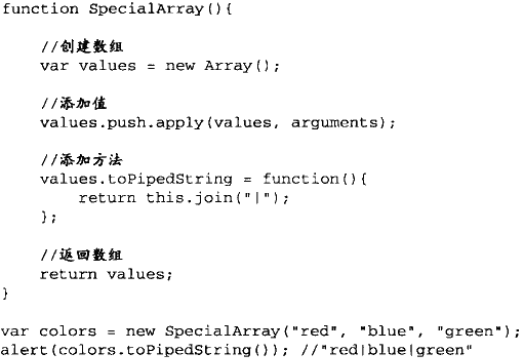 function SpecialArray(){
//创建数组
var values = new Array();
//添加值
values.push.apply(values, arguments);
//添加方法
values.toPipedString = function(){
return this.join("|");
};
//返回数组
return values;
}
var colors = new SpecialArray("red", "blue", "green");
alert(colors.toPipedString()); //"red|blue|green"